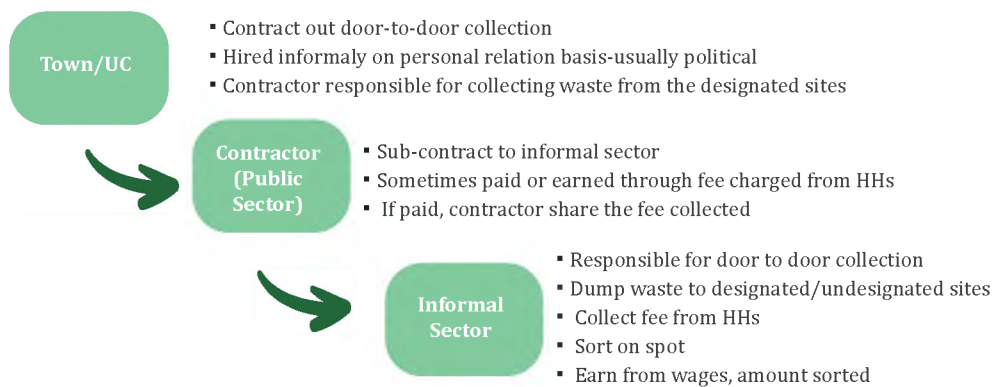 Town/UC
▪ Contract out door-to-door collection
▪ Hired informaly on personal relation basis-usually political
▪ Contractor responsible for collecting waste from the designated sites
Contractor
(Public
Sector)
▪ Sub-contract to informal sector
▪ Sometimes paid or earned through fee charged from HHs
▪ If paid, contractor share the fee collected
Informal
Sector
▪ Responsible for door to door collection
▪ Dump waste to designated/undesignated sites
▪ Collect fee from HHs
▪ Sort on spot
▪ Earn from wages, amount sorted